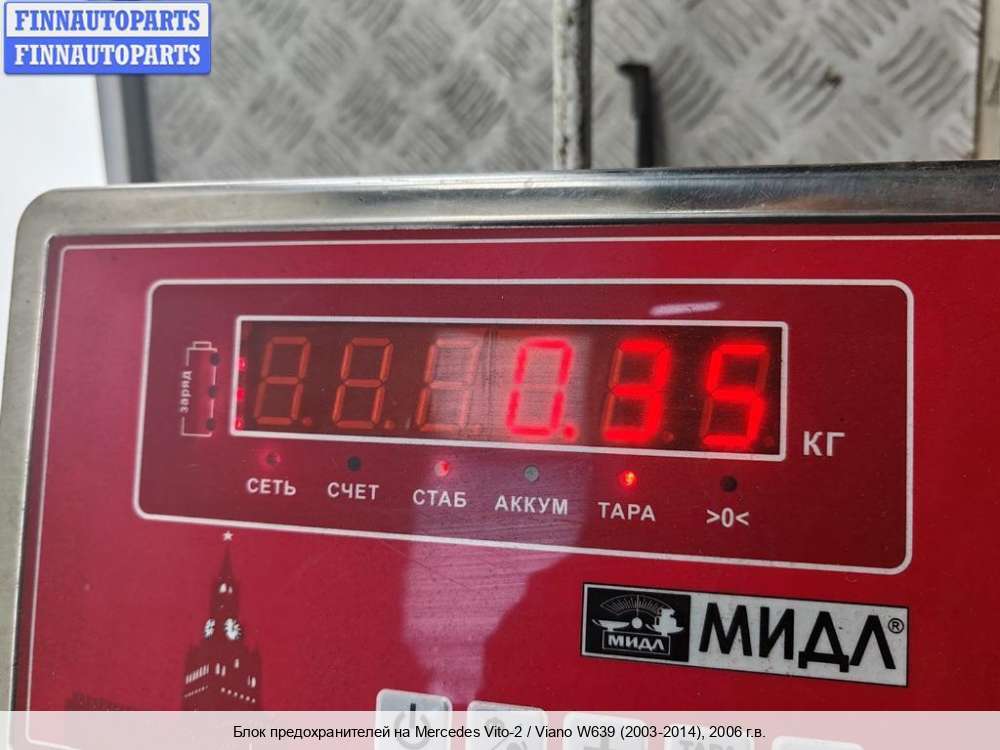 FINNAUTOPARTS
FINNAUTOPARTS
заряд
0.35
КГ
СЕТЬ СЧЕТ СТАБ АККУМ ТАРА >0<
МИДЛ МИДЛ®
Блок предохранителей на Mercedes Vito-2 / Viano W639 (2003-2014), 2006 г.в.